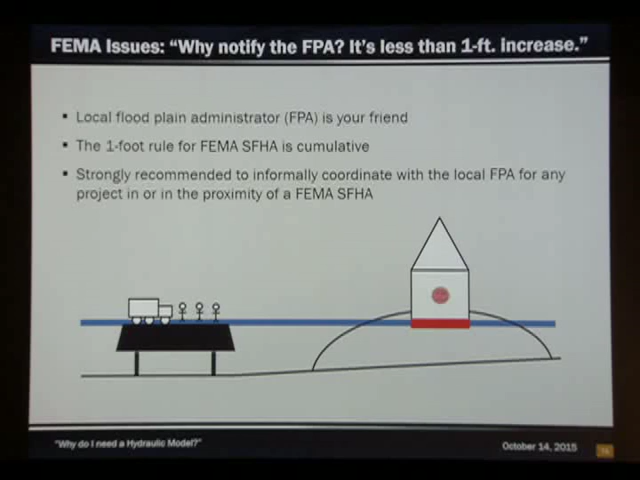 FEMA Issues: “Why notify the FPA? It’s less than 1-ft. increase.”
▪ Local flood plain administrator (FPA) is your friend
▪ The 1-foot rule for FEMA SFHA is cumulative
▪ Strongly recommended to informally coordinate with the local FPA for any
project in or in the proximity of a FEMA SFHA
“Why do I need a Hydraulic Model?”
October 14, 2015